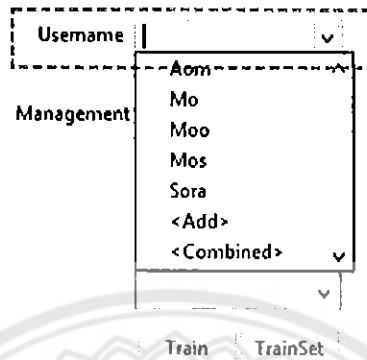 Username
Aom
Mo
Management
Moo
Mos
Sora
<Add>
<Combined>
Train TrainSet